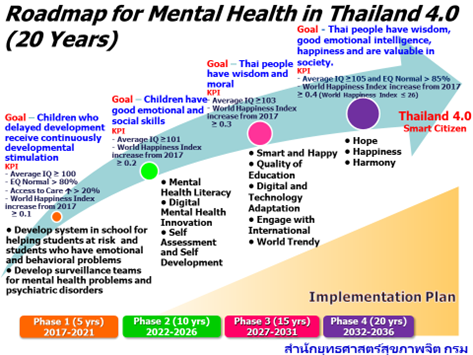 Roadmap for Mental Health in Thailand 4.0
(20 Years)
Goal – Children who
delayed development
receive continuously
developmental
stimulation
KPI
- Average IQ ≥ 100
- EQ Normal > 80%
- Access to Care ↑ > 20%
- World Happiness Index
increase from 2017
≥ 0.1
Goal – Children have
good emotional and
social skills
KPI
- Average IQ ≥101
- World Happiness Index
increase from 2017
≥ 0.2
Goal – Thai people
have wisdom and
moral
KPI
- Average IQ ≥103
- World Happiness Index
increase from 2017
≥ 0.3
Goal - Thai people have wisdom,
good emotional intelligence,
happiness and are valuable in
society.
KPI
- Average IQ ≥105 and EQ Normal > 85%
- World Happiness Index increase from 2017
≥ 0.4 (World Happiness Index ≤ 26)
Thailand 4.0
Smart Citizen
• Develop system in school for
helping students at risk and
students who have emotional
and behavioral problems
• Develop surveillance teams
for mental health problems and
psychiatric disorders
• Mental
Health Literacy
• Digital
Mental Health
Innovation
• Self
Assessment
and Self
Development
• Smart and Happy
• Quality of
Education
• Digital and
Technology
Adaptation
• Engage with
International
• World Trendy
• Hope
• Happiness
• Harmony
Implementation Plan
Phase 1 (5 yrs)
2017-2021
Phase 2 (10 yrs)
2022-2026
Phase 3 (15 yrs)
2027-2031
Phase 4 (20 yrs)
2032-2036
สำนักยุทธศาสตร์สุขภาพจิต กรม